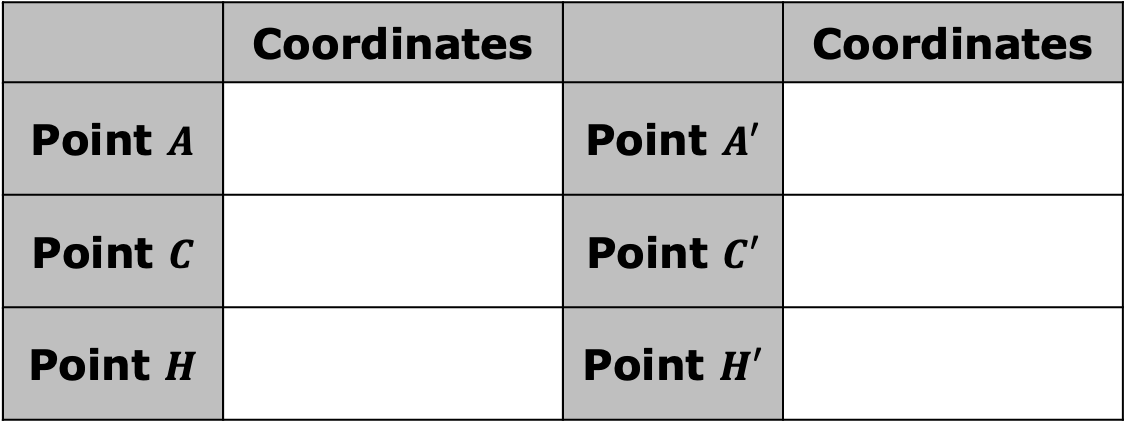 Coordinates Coordinates
Point A Point A′
Point C Point C′
Point H Point H′